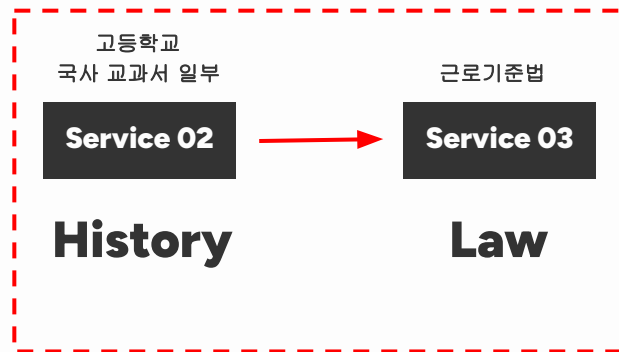 고등학교
국사 교과서 일부
Service 02
History
근로기준법
Service 03
Law